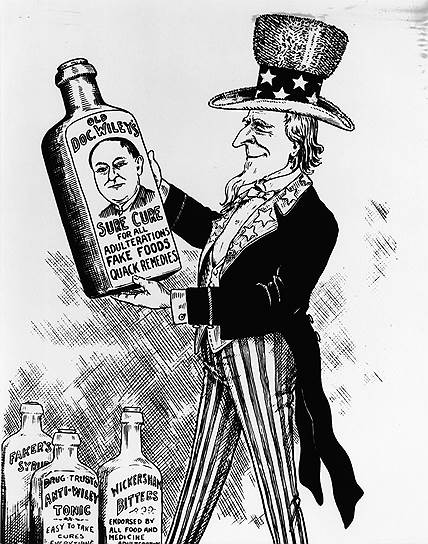 OLD
DOC. WILEY'S
SURE CURE
FOR ALL
ADULTERATIONS
FAKE FOODS
QUACK REMEDIES
FAKER'S
DRUG-TRUST'S
ANTI-WILEY
TONIC
EASY TO TAKE
CURES
EVERYTHING
WICKERSHAM
BITTERS
ENDORSED BY
ALL FOOD AND
MEDICINE